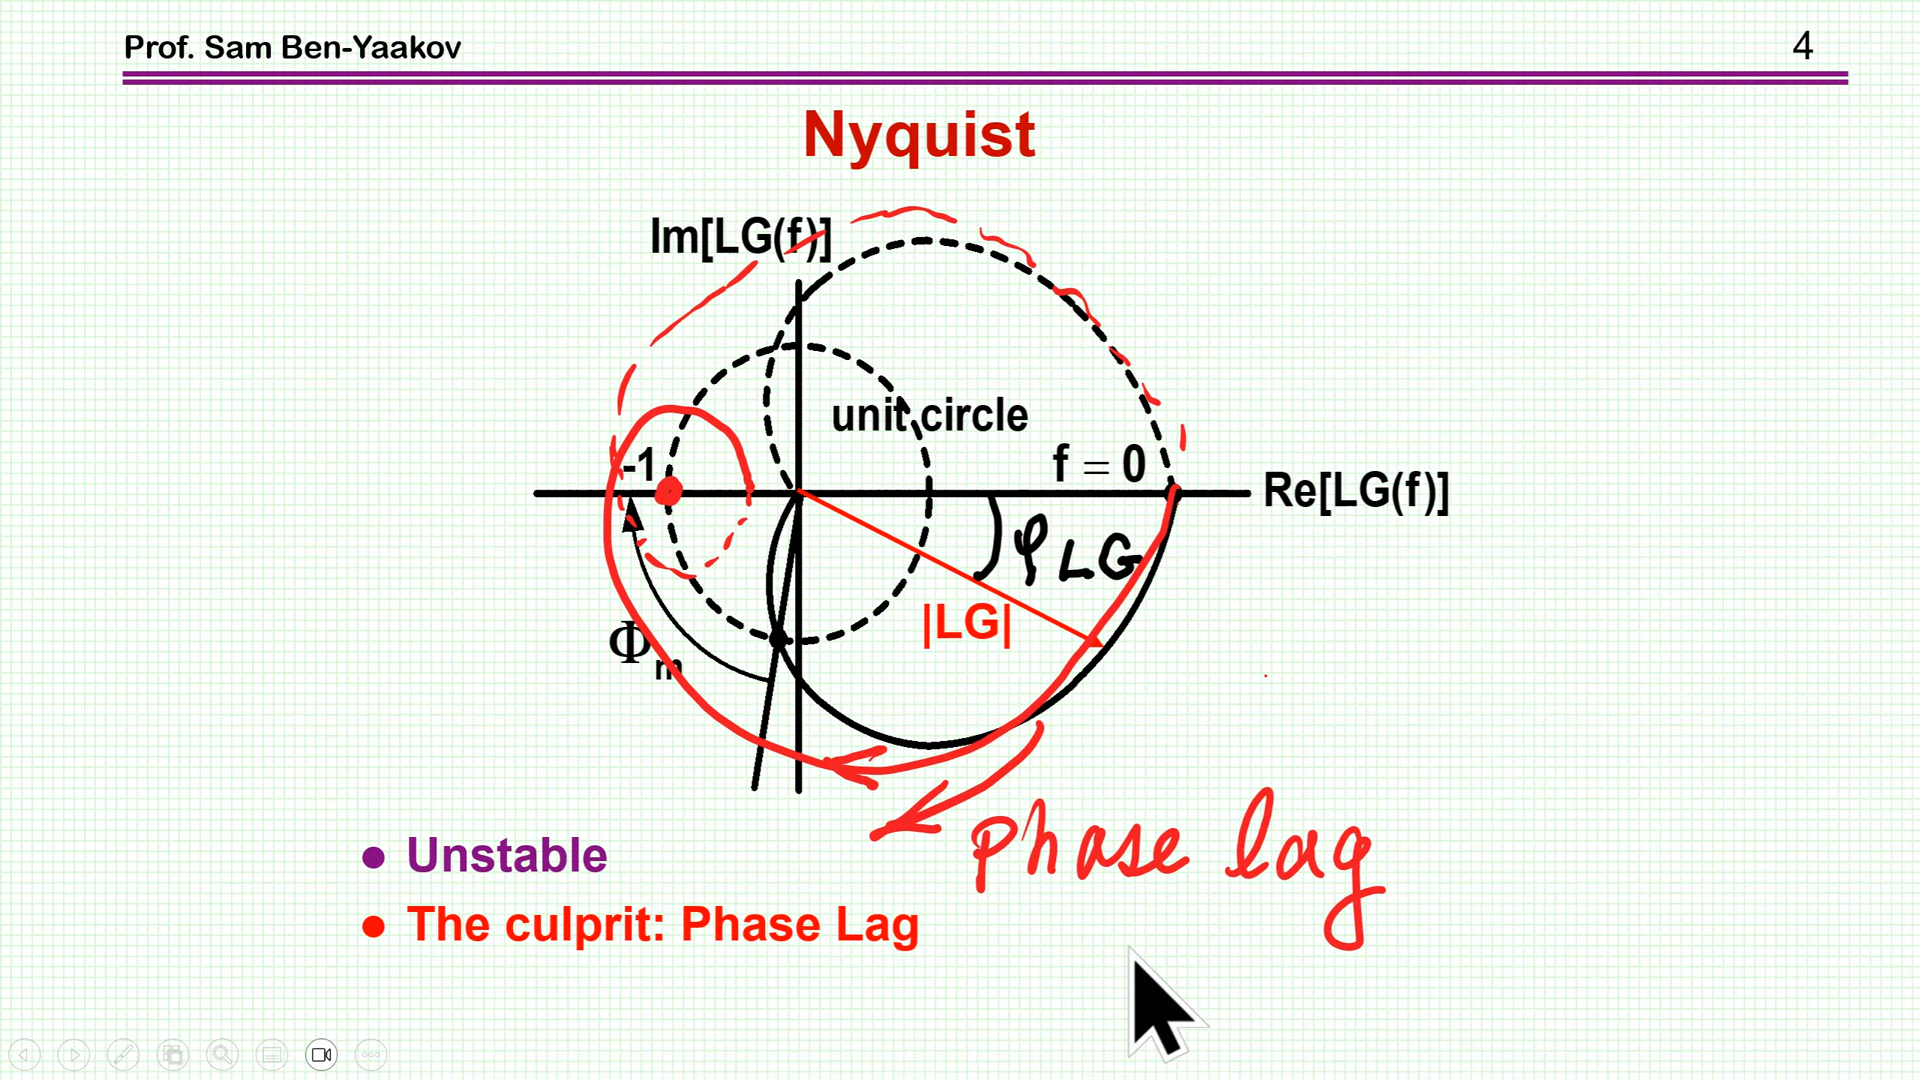 Prof. Sam Ben-Yaakov
4
Nyquist
Im[LG(f)]
unit circle
-1
f = 0
Re[LG(f)]
φLG
|LG|
Φm
phase lag
• Unstable
• The culprit: Phase Lag